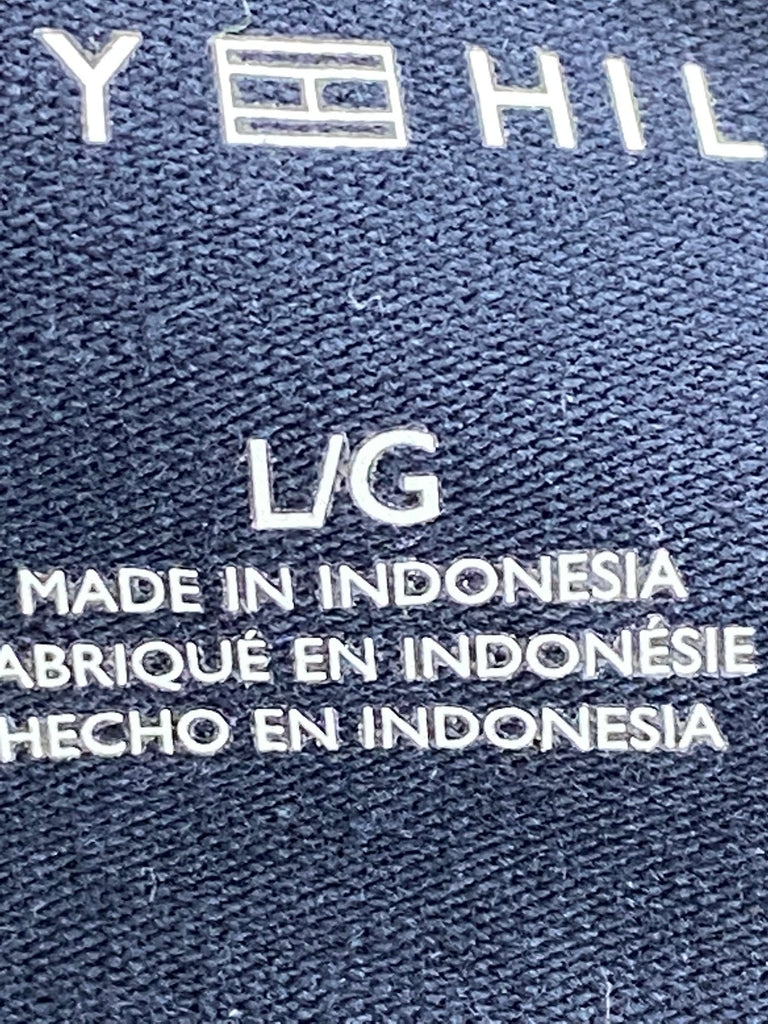 Y HIL
L/G
MADE IN INDONESIA
ABRIQUÉ EN INDONÉSIE
HECHO EN INDONESIA